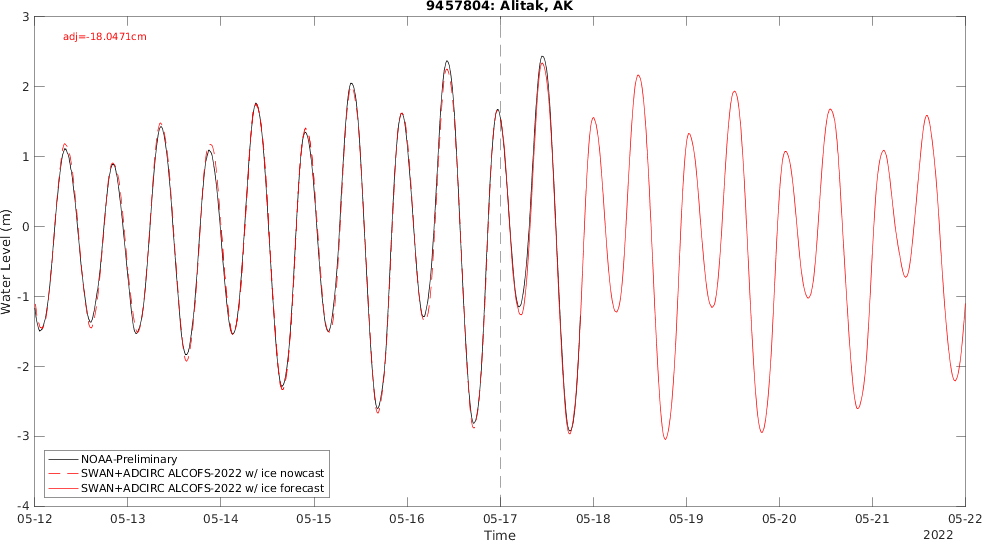 9457804: Alitak, AK
adj=-18.0471cm
3
2
1
0
-1
-2
-3
-4
Water Level (m)
NOAA-Preliminary
SWAN+ADCIRC ALCOFS-2022 w/ ice nowcast
SWAN+ADCIRC ALCOFS-2022 w/ ice forecast
05-12 05-13 05-14 05-15 05-16 05-17 05-18 05-19 05-20 05-21 05-22
Time
2022